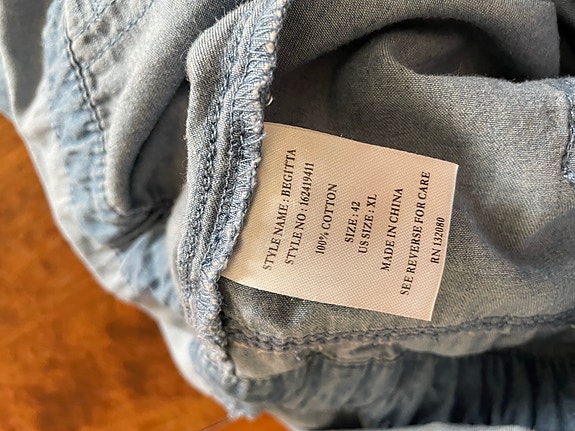 STYLE NAME : BEGITTA
STYLE NO : 162419411
100% COTTON
SIZE : 42
US SIZE : XL
MADE IN CHINA
SEE REVERSE FOR CARE
RN 132080